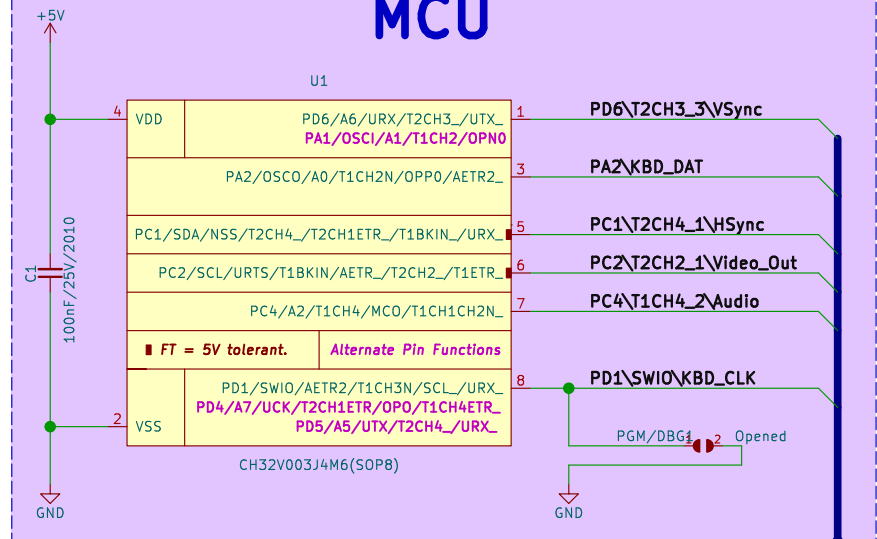 MCU
+5V
U1
4 VDD
PD6/A6/URX/T2CH3_/UTX_ 1 PD6\T2CH3_3\VSync
PA1/OSCI/A1/T1CH2/OPN0
PA2/OSCO/A0/T1CH2N/OPP0/AETR2_ 3 PA2\KBD_DAT
PC1/SDA/NSS/T2CH4_/T2CH1ETR_/T1BKIN_/URX_ 5 PC1\T2CH4_1\HSync
PC2/SCL/URTS/T1BKIN/AETR_/T2CH2_/T1ETR_ 6 PC2\T2CH2_1\Video_Out
C1
100nF/25V/2010
PC4/A2/T1CH4/MCO/T1CH1CH2N_ 7 PC4\T1CH4_2\Audio
FT = 5V tolerant. Alternate Pin Functions
PD1/SWIO/AETR2/T1CH3N/SCL_/URX_ 8 PD1\SWIO\KBD_CLK
PD4/A7/UCK/T2CH1ETR/OPO/T1CH4ETR_
2 VSS PD5/A5/UTX/T2CH4_/URX_
PGM/DBG1 1 2 Opened
CH32V003J4M6(SOP8)
GND GND